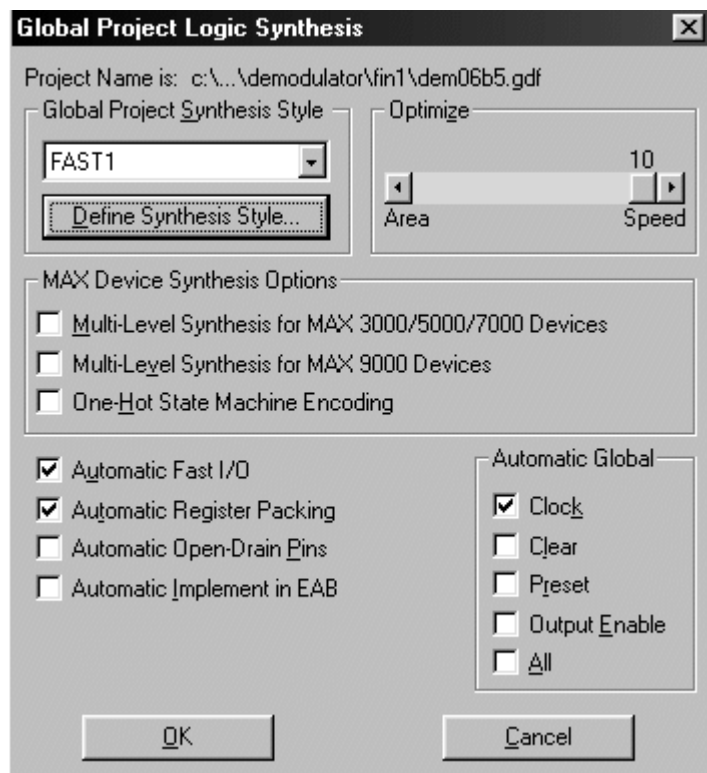 Global Project Logic Synthesis
Project Name is: c:\...\demodulator\fin1\dem06b5.gdf
Global Project Synthesis Style
FAST1
Define Synthesis Style...
Optimize
10
Area Speed
MAX Device Synthesis Options
Multi-Level Synthesis for MAX 3000/5000/7000 Devices
Multi-Level Synthesis for MAX 9000 Devices
One-Hot State Machine Encoding
Automatic Fast I/O
Automatic Register Packing
Automatic Open-Drain Pins
Automatic Implement in EAB
Automatic Global
Clock
Clear
Preset
Output Enable
All
OK
Cancel